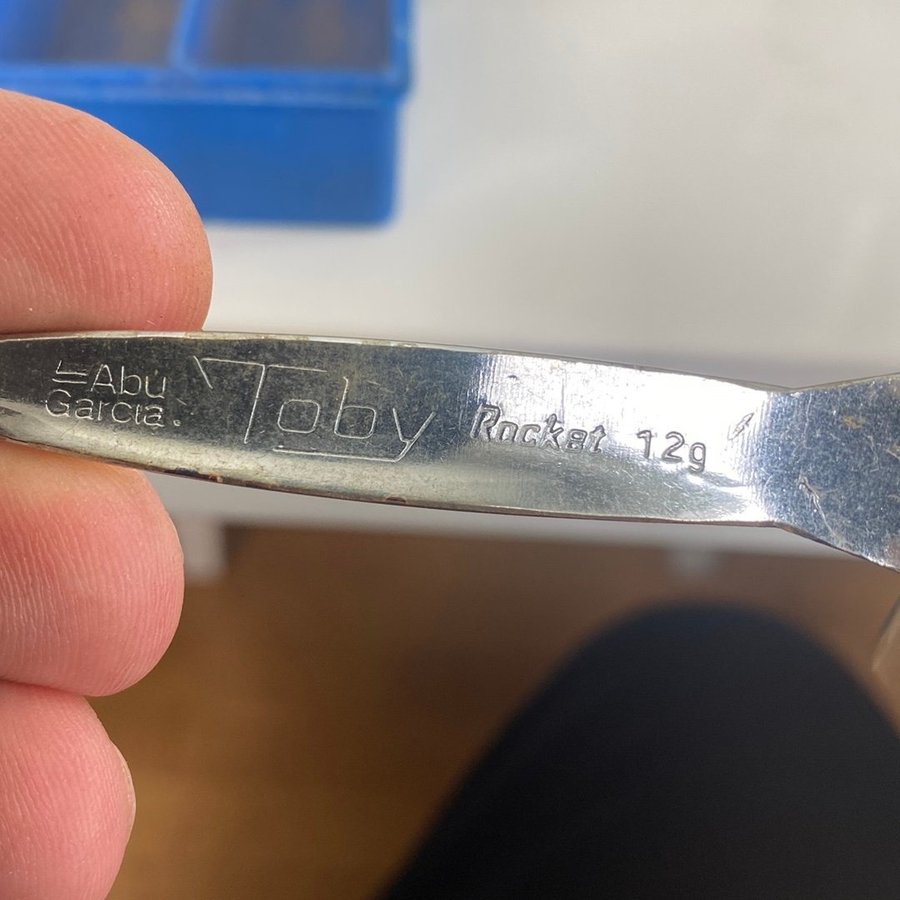 Abu
Garcia
Toby
Rocket 12g